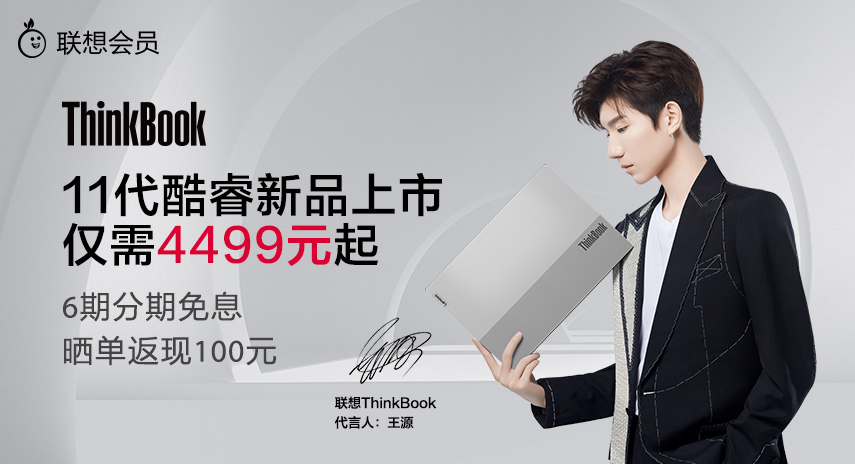 联想会员
ThinkBook
11代酷睿新品上市
仅需4499元起
6期分期免息
晒单返现100元
ThinkBook
联想ThinkBook
代言人：王源